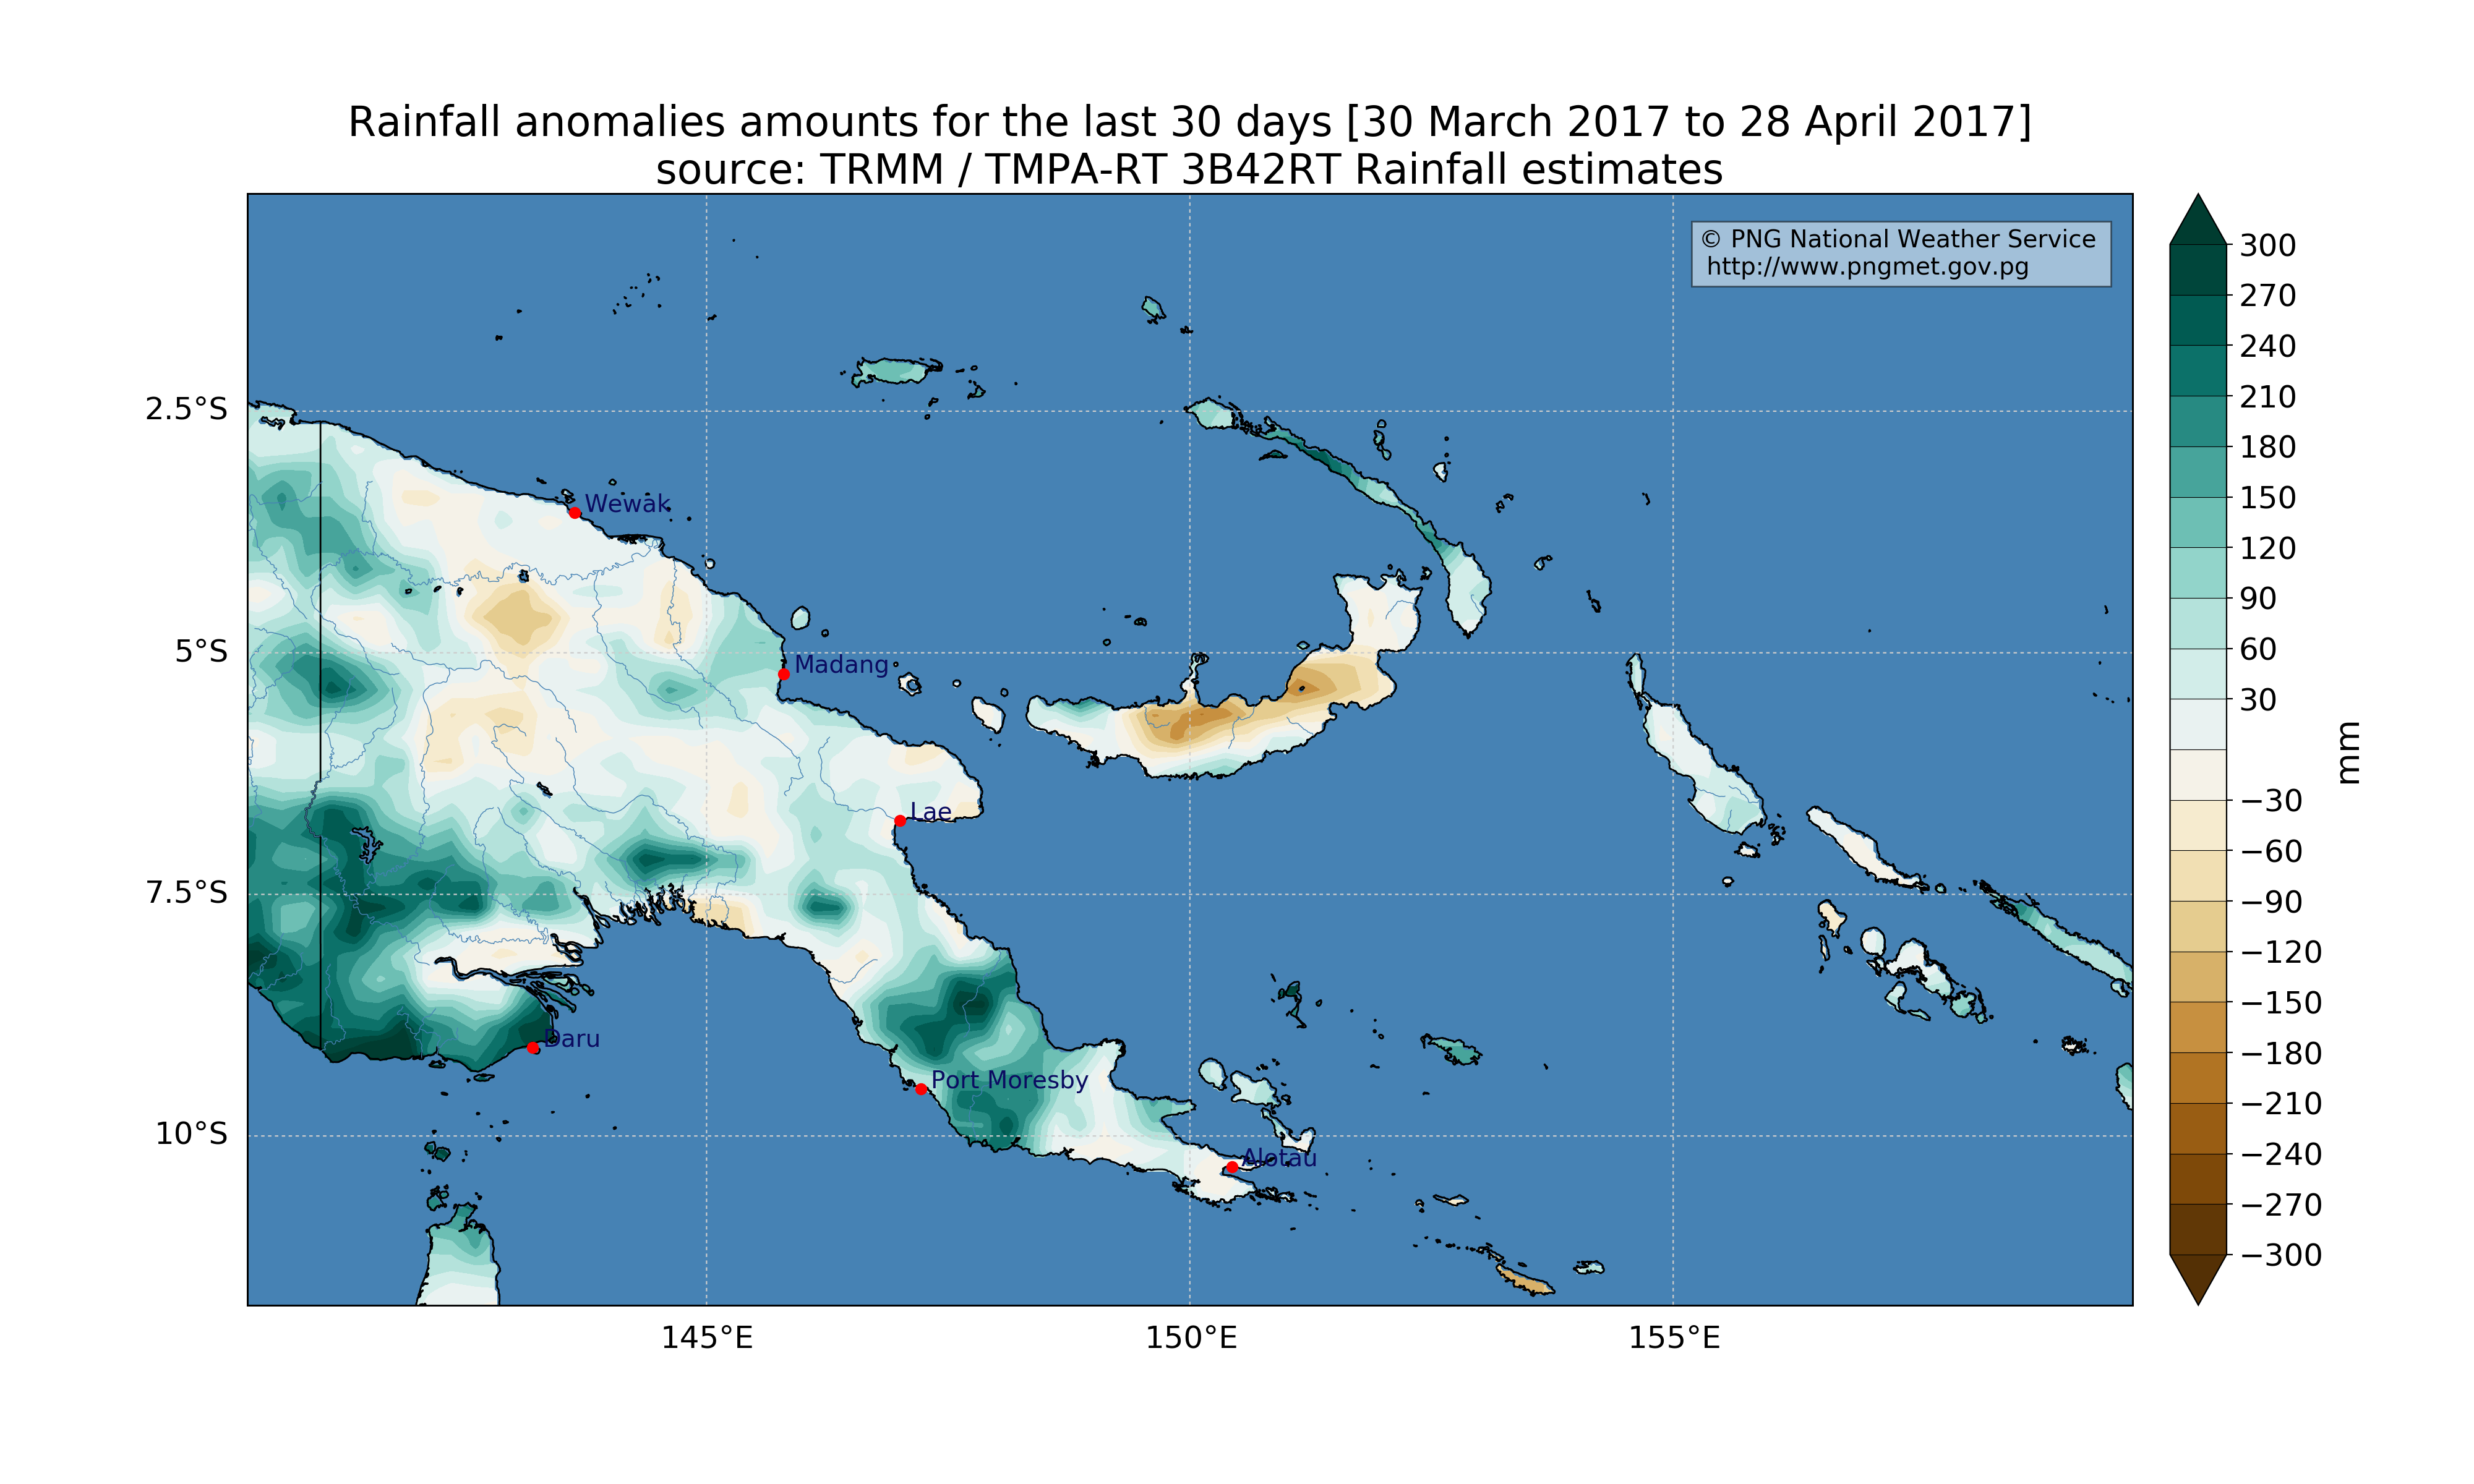 Rainfall anomalies amounts for the last 30 days [30 March 2017 to 28 April 2017]
source: TRMM / TMPA-RT 3B42RT Rainfall estimates
© PNG National Weather Service
http://www.pngmet.gov.pg
2.5°S
5°S
7.5°S
10°S
Wewak
Madang
Lae
Daru
Port Moresby
Alotau
145°E
150°E
155°E
300
270
240
210
180
150
120
90
60
30
−30
−60
−90
−120
−150
−180
−210
−240
−270
−300
mm